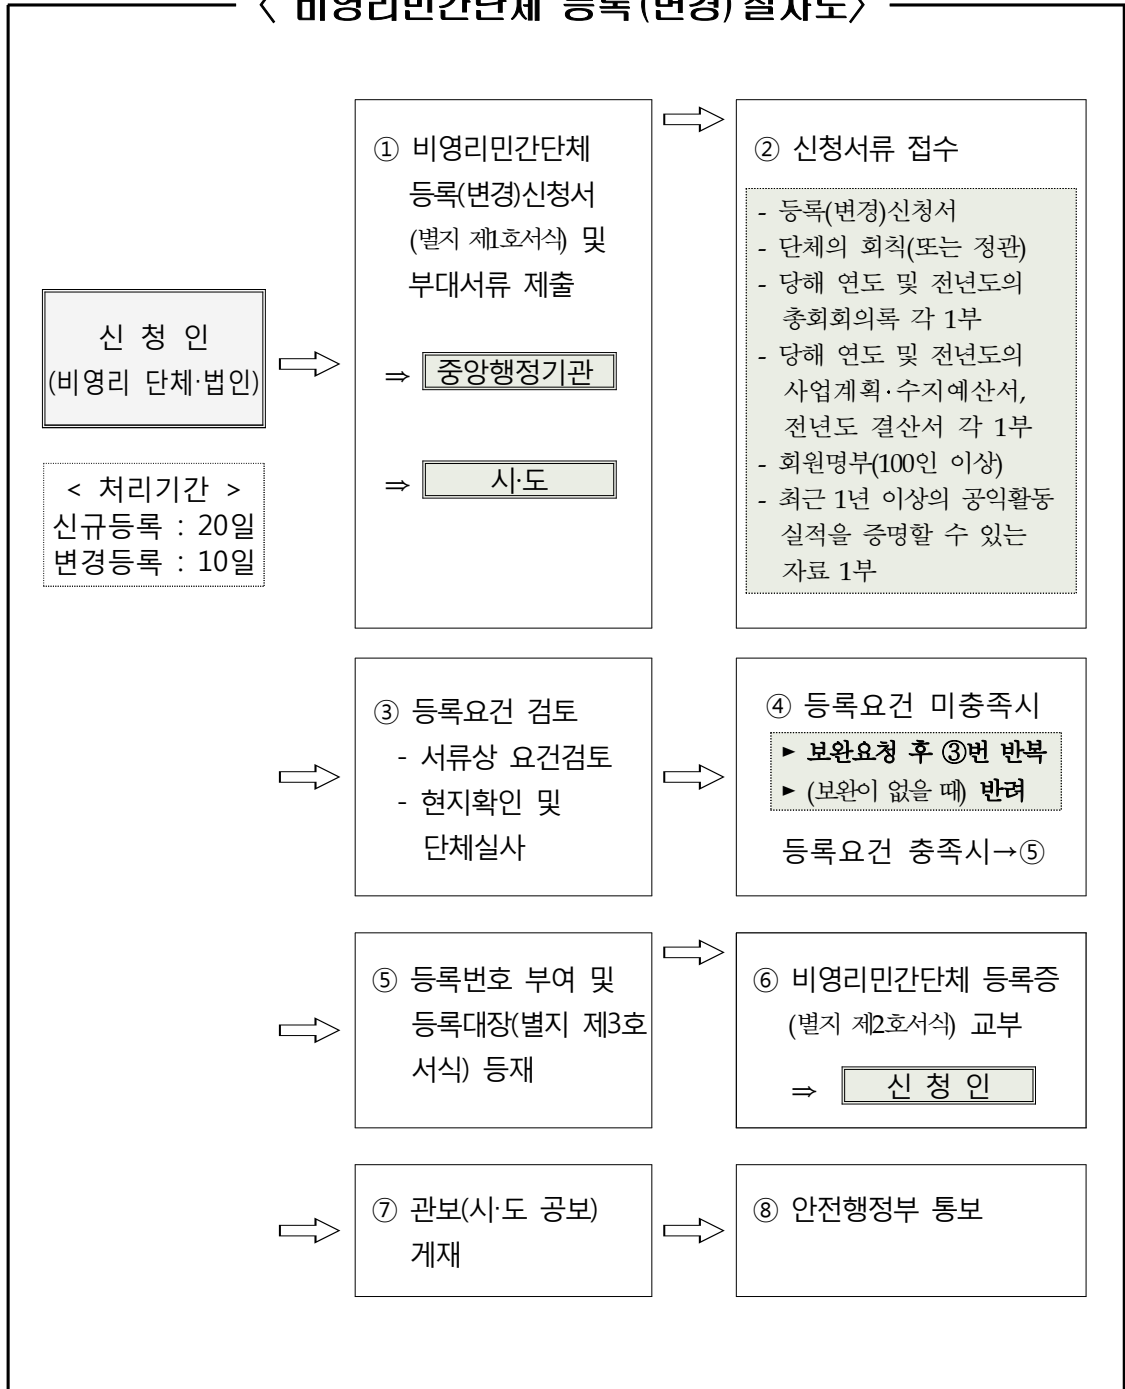 〈 비영리민간단체 등록(변경)절차도〉
신 청 인
(비영리 단체·법인)
< 처리기간 >
신규등록 : 20일
변경등록 : 10일
① 비영리민간단체
등록(변경)신청서
(별지 제1호서식) 및
부대서류 제출
⇒ 중앙행정기관
⇒ 시·도
② 신청서류 접수
- 등록(변경)신청서
- 단체의 회칙(또는 정관)
- 당해 연도 및 전년도의
총회회의록 각 1부
- 당해 연도 및 전년도의
사업계획·수지예산서,
전년도 결산서 각 1부
- 회원명부(100인 이상)
- 최근 1년 이상의 공익활동
실적을 증명할 수 있는
자료 1부
③ 등록요건 검토
- 서류상 요건검토
- 현지확인 및
단체실사
④ 등록요건 미충족시
► 보완요청 후 ③번 반복
► (보완이 없을 때) 반려
등록요건 충족시→⑤
⑤ 등록번호 부여 및
등록대장(별지 제3호
서식) 등재
⑥ 비영리민간단체 등록증
(별지 제2호서식) 교부
⇒ 신 청 인
⑦ 관보(시·도 공보)
게재
⑧ 안전행정부 통보